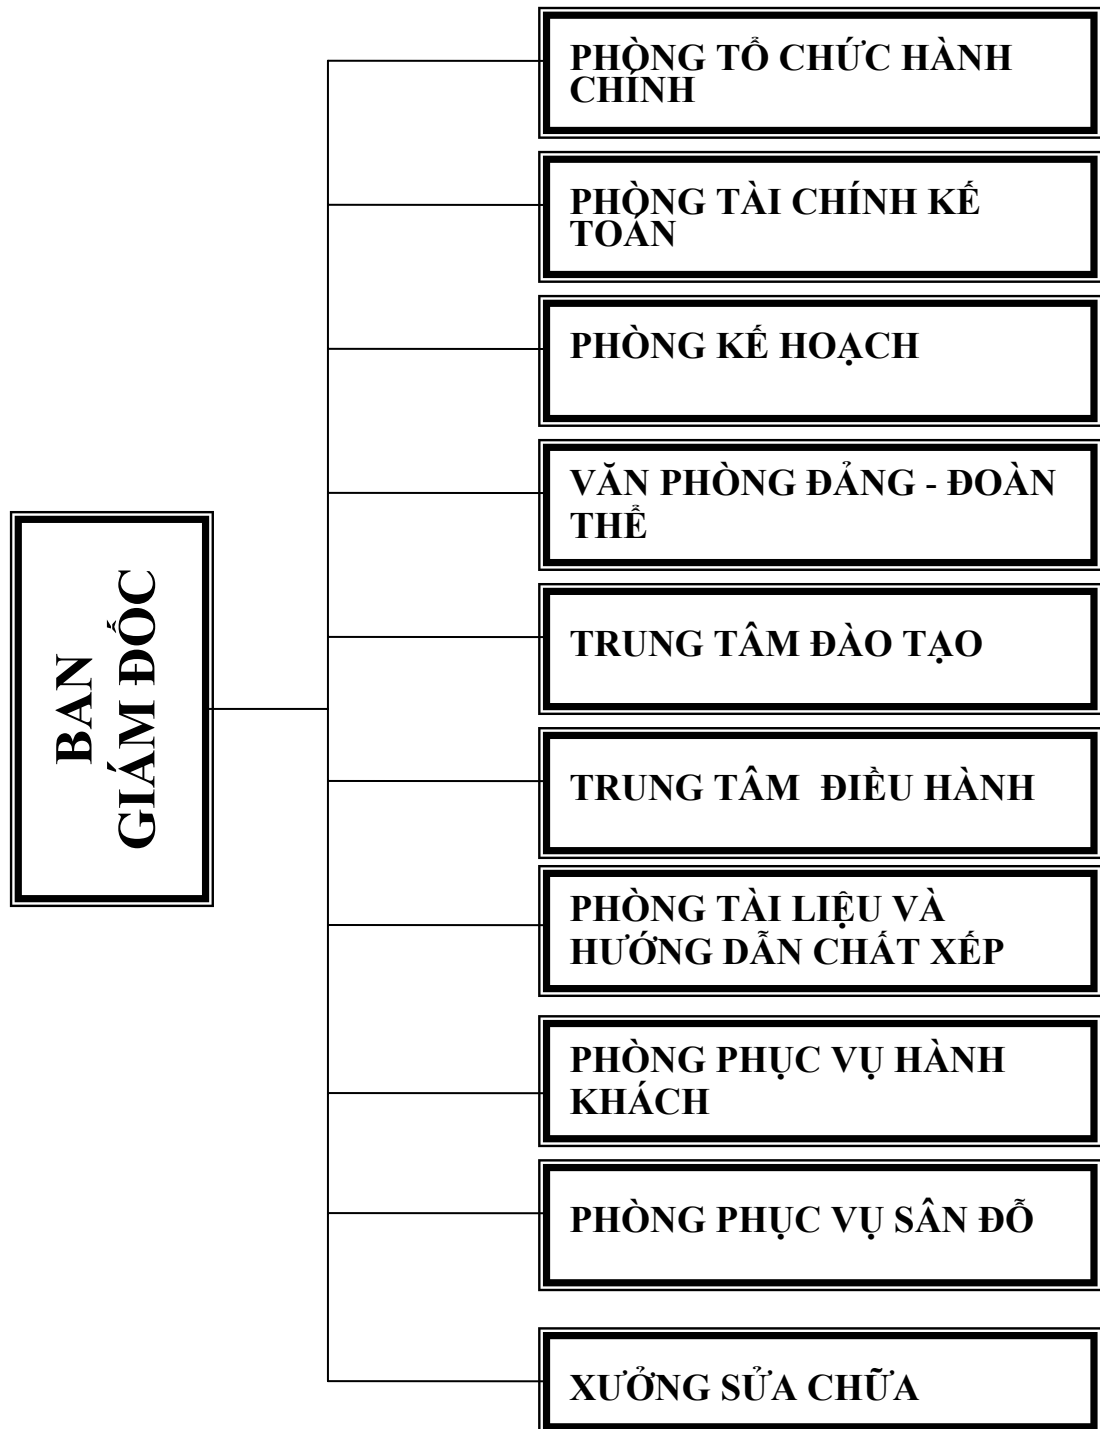 PHÒNG TỔ CHỨC HÀNH
CHÍNH
PHÒNG TÀI CHÍNH KẾ
TOÁN
PHÒNG KẾ HOẠCH
VĂN PHÒNG ĐẢNG - ĐOÀN
THỂ
BAN
GIÁM ĐỐC
TRUNG TÂM ĐÀO TẠO
TRUNG TÂM ĐIỀU HÀNH
PHÒNG TÀI LIỆU VÀ
HƯỚNG DẪN CHẤT XẾP
PHÒNG PHỤC VỤ HÀNH
KHÁCH
PHÒNG PHỤC VỤ SÂN ĐỖ
XƯỞNG SỬA CHỮA